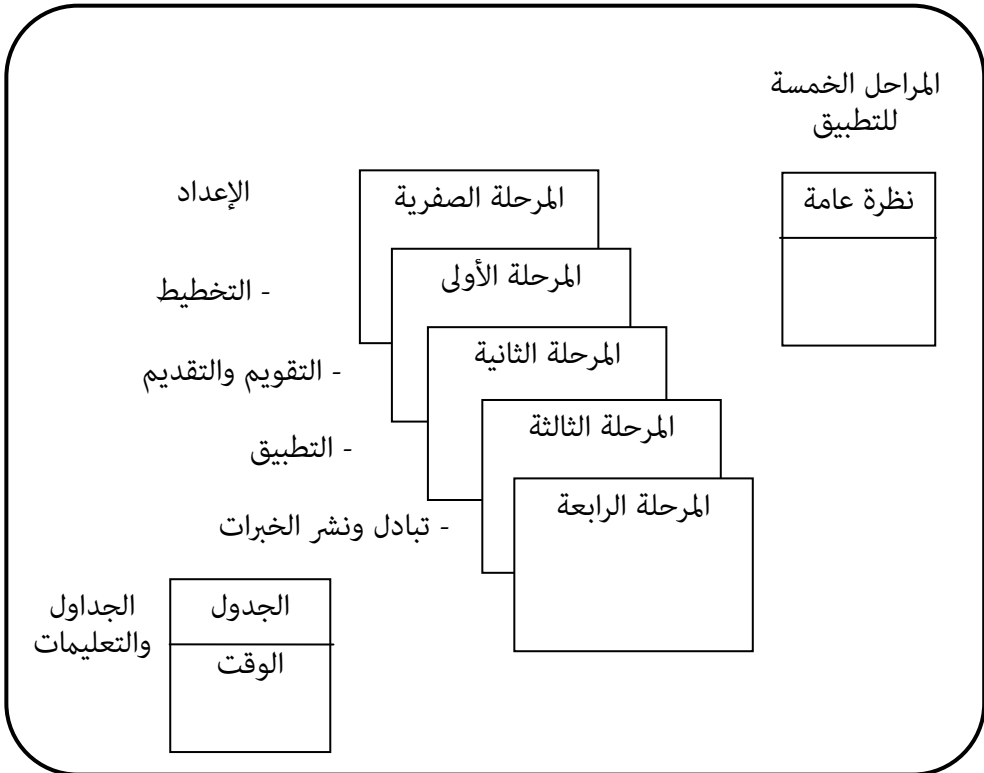 المراحل الخمسة
للتطبيق
نظرة عامة
المرحلة الصفرية
الإعداد
المرحلة الأولى
- التخطيط
المرحلة الثانية
- التقويم والتقديم
المرحلة الثالثة
- التطبيق
المرحلة الرابعة
- تبادل ونشر الخبرات
الجدول
الوقت
الجداول
والتعليمات